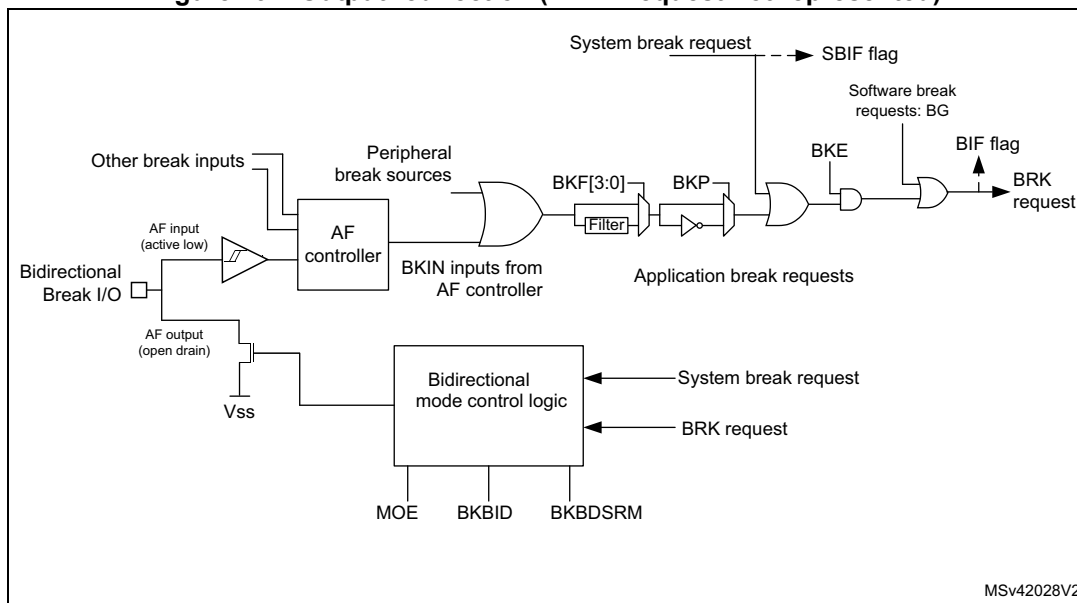 System break request
SBIF flag
Software break
requests: BG
BIF flag
BKE
BRK
request
Peripheral
break sources
BKF[3:0]
BKP
Other break inputs
Filter
AF
controller
AF input
(active low)
BKIN inputs from
AF controller
Application break requests
Bidirectional
Break I/O
AF output
(open drain)
Bidirectional
mode control logic
System break request
BRK request
Vss
MOE
BKBID
BKBDSRM
MSv42028V2